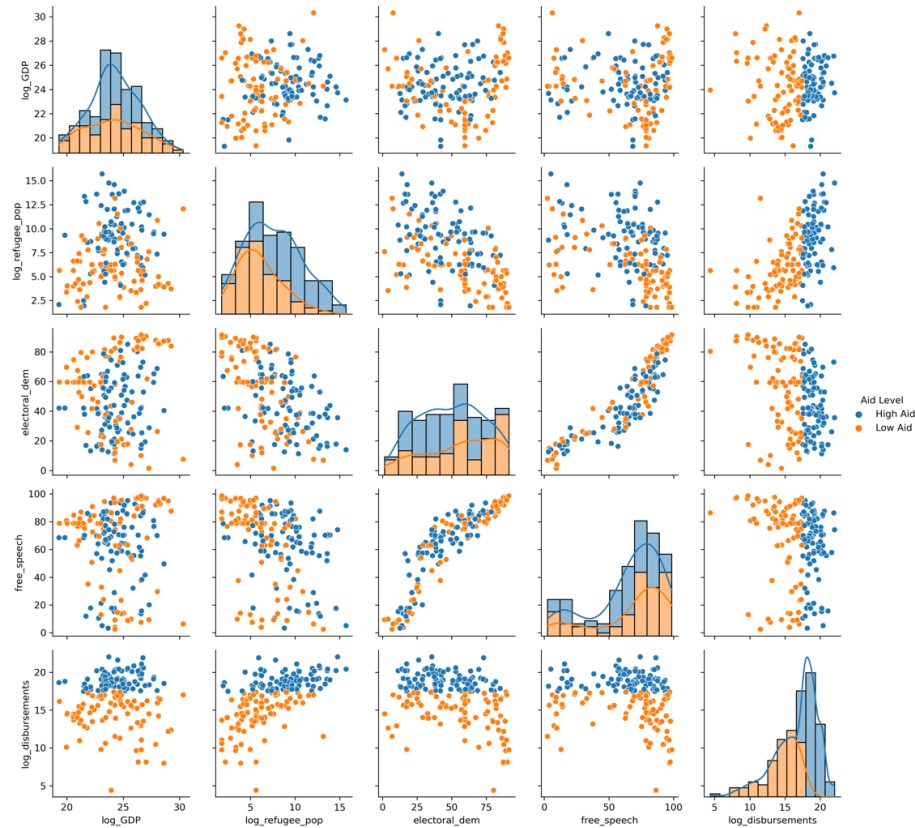 28
26
24
22
20
log_GDP
15.0
12.5
10.0
7.5
5.0
2.5
log_refugee_pop
80
60
40
20
0
electoral_dem
Aid Level
High Aid
Low Aid
100
80
60
40
20
0
free_speech
20
15
10
5
log_disbursements
20 25 30
5 10 15
0 25 50 75
0 50 100
5 10 15 20
log_GDP
log_refugee_pop
electoral_dem
free_speech
log_disbursements